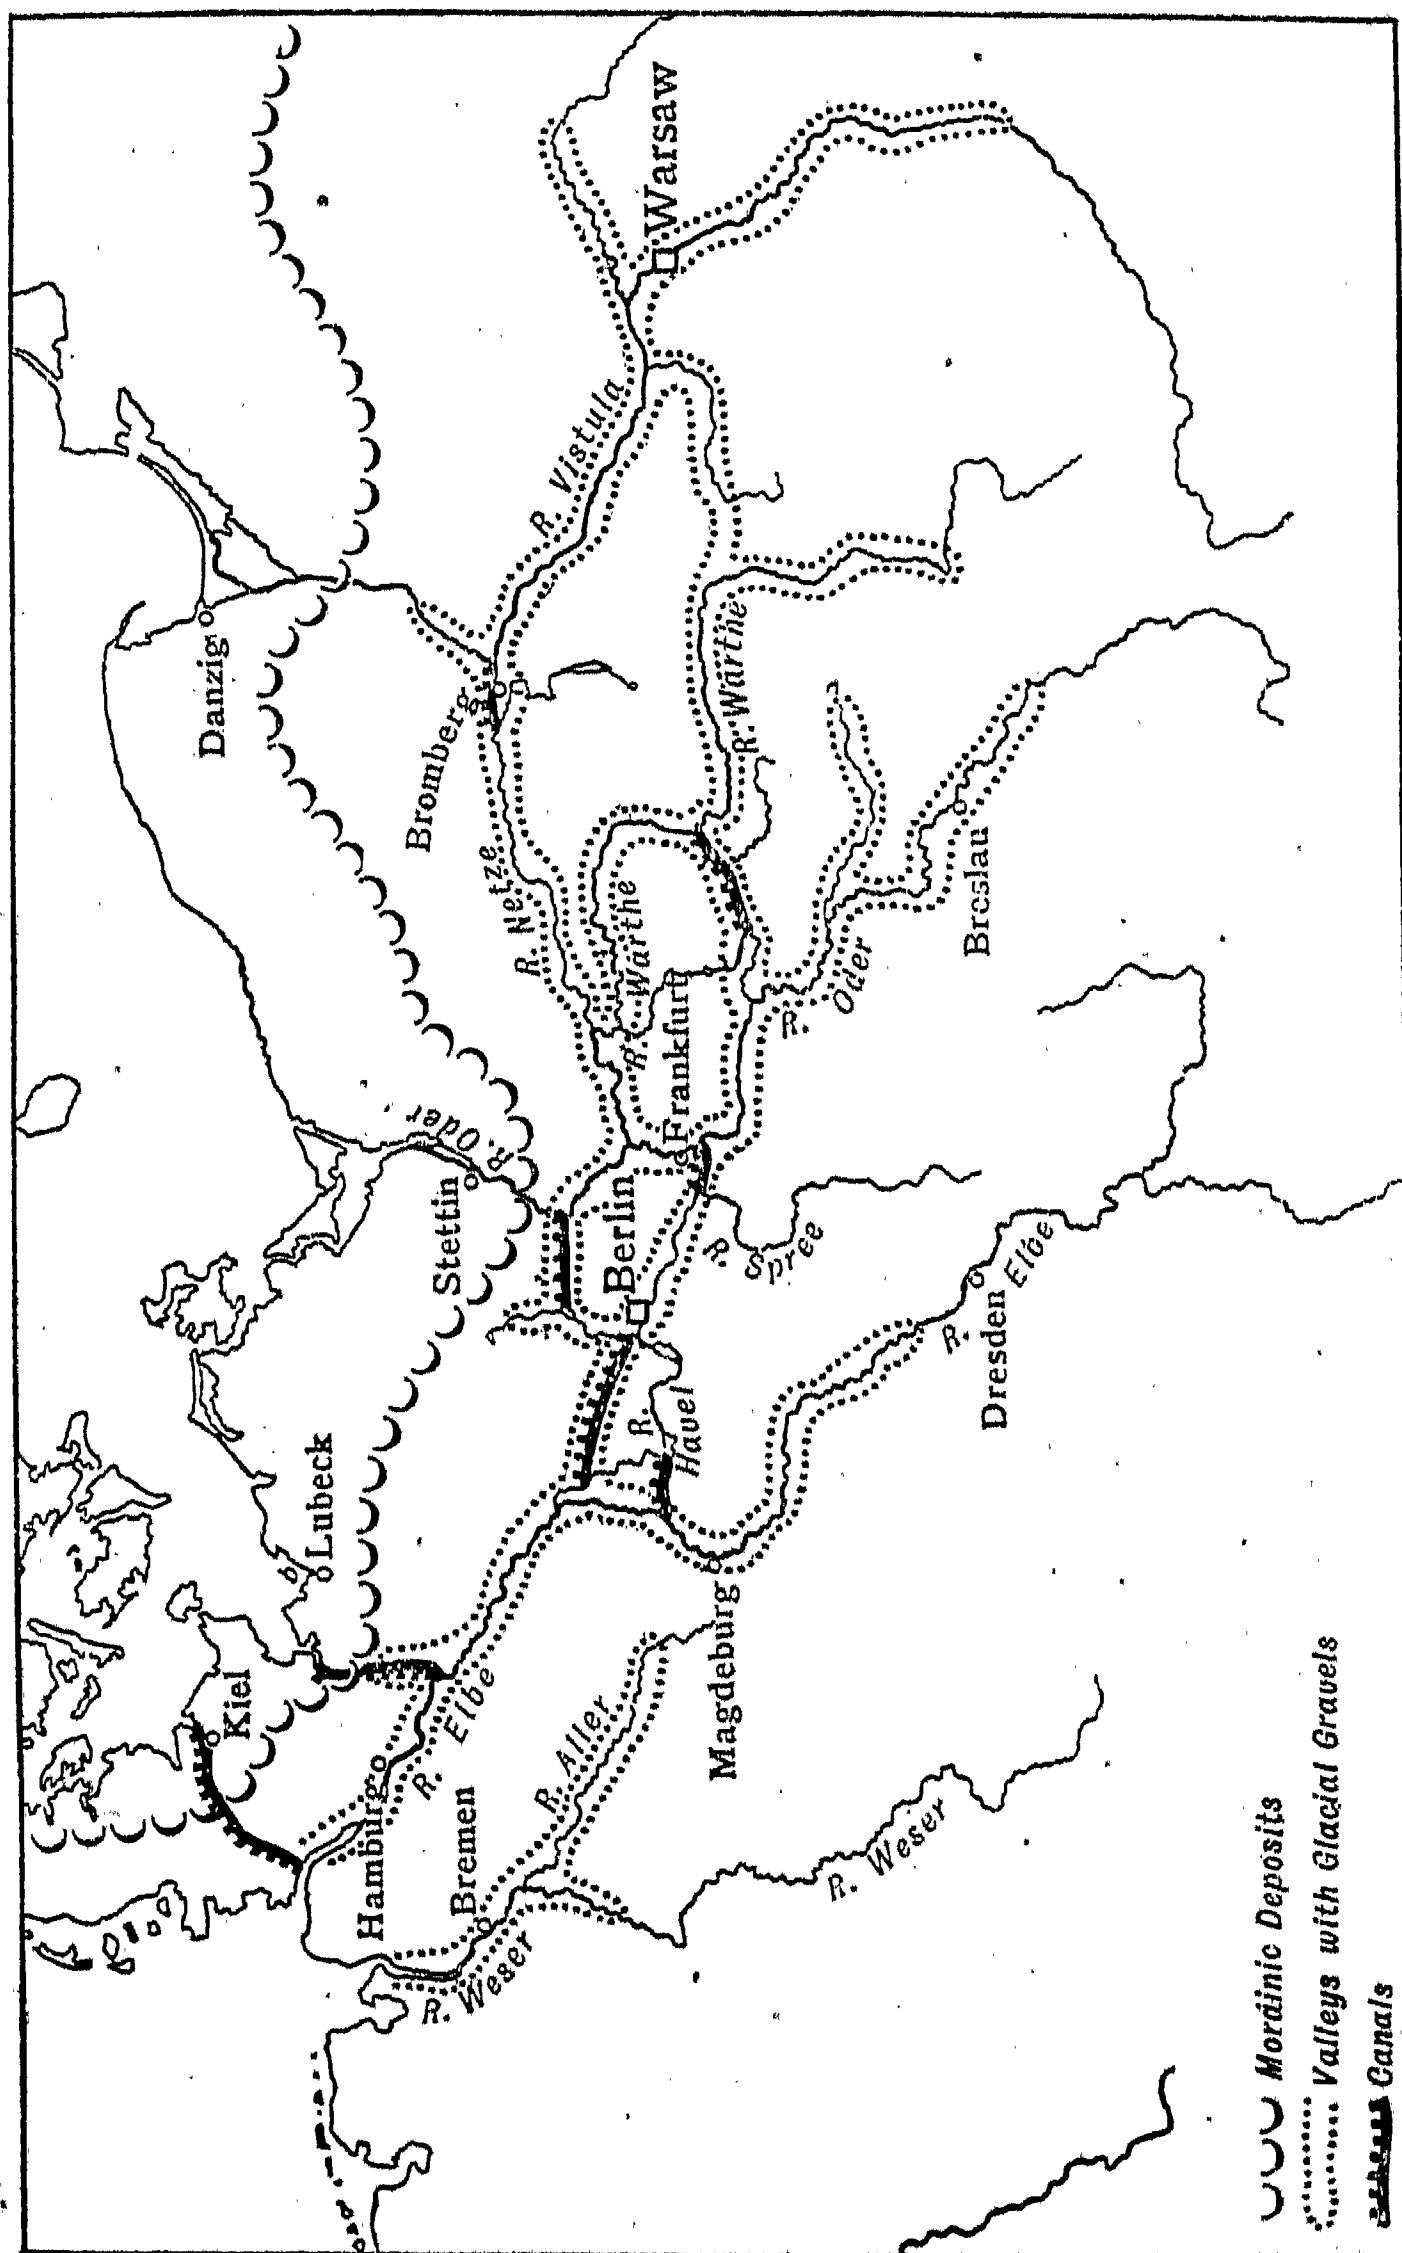 Kiel
Lubeck
Danzig
Stettin
R. Oder
Hamburg
R. Elbe
Bremen
R. Weser
R. Aller
Bromberg
R. Netze
R. Vistula
Warsaw
Berlin
R. Havel
Magdeburg
Frankfurt
R. Warthe
R. Warthe
R. Spree
R. Oder
Breslau
R. Elbe
Dresden
R. Weser
Morainic Deposits
Valleys with Glacial Gravels
Canals